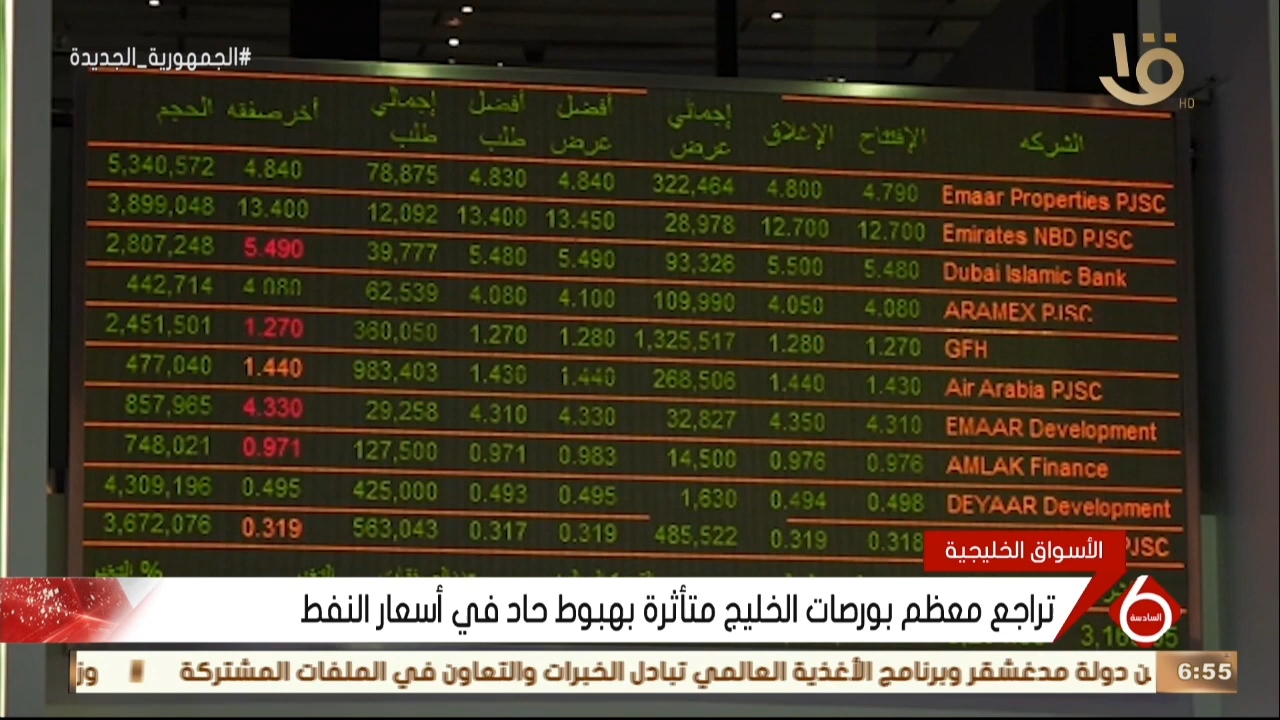 #الجمهورية_الجديدة
HD
الشركه الإفتتاح الإغلاق إجمالي عرض أفضل عرض أفضل طلب إجمالي طلب أخر صفقه الحجم
Emaar Properties PJSC 4.790 4.800 322,464 4.840 4.830 78,875 4.840 5,340,572
Emirates NBD PJSC 12.700 12.700 28,978 13.450 13.400 12,092 13.400 3,899,048
Dubai Islamic Bank 5.480 5.500 93,326 5.490 5.480 39,777 5.490 2,807,248
ARAMEX PJSC 4.080 4.050 109,990 4.100 4.080 62,539 4.080 442,714
GFH 1.270 1.280 1,325,517 1.280 1.270 360,050 1.270 2,451,501
Air Arabia PJSC 1.430 1.440 268,506 1.440 1.430 983,403 1.440 477,040
EMAAR Development 4.310 4.350 32,827 4.330 4.310 29,258 4.330 857,965
AMLAK Finance 0.976 0.976 14,500 0.983 0.971 127,500 0.971 748,021
DEYAAR Development 0.498 0.494 1,630 0.495 0.493 425,000 0.495 4,309,196
PJSC 0.318 0.319 485,522 0.319 0.317 563,043 0.319 3,672,076
الأسواق الخليجية
تراجع معظم بورصات الخليج متأثرة بهبوط حاد في أسعار النفط
6 السادسة
6:55
ن دولة مدغشقر وبرنامج الأغذية العالمي تبادل الخبرات والتعاون في الملفات المشتركة